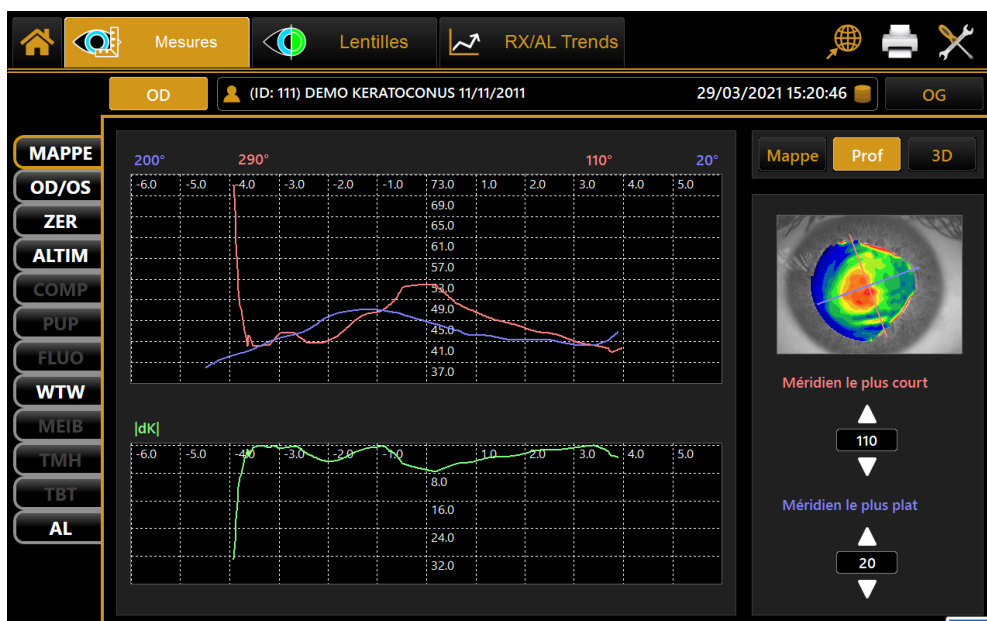 Mesures Lentilles RX/AL Trends
OD (ID: 111) DEMO KERATOCONUS 11/11/2011 29/03/2021 15:20:46 OG
MAPPE
OD/OS
ZER
ALTIM
COMP
PUP
FLUO
WTW
MEIB
TMH
TBT
AL
200° 290° 110° 20°
-6.0 -5.0 -4.0 -3.0 -2.0 -1.0 73.0 1.0 2.0 3.0 4.0 5.0
69.0
65.0
61.0
57.0
53.0
49.0
45.0
41.0
37.0
|dK|
-6.0 -5.0 -4.0 -3.0 -2.0 -1.0 1.0 2.0 3.0 4.0 5.0
8.0
16.0
24.0
32.0
Mappe Prof 3D
Méridien le plus court
110
Méridien le plus plat
20